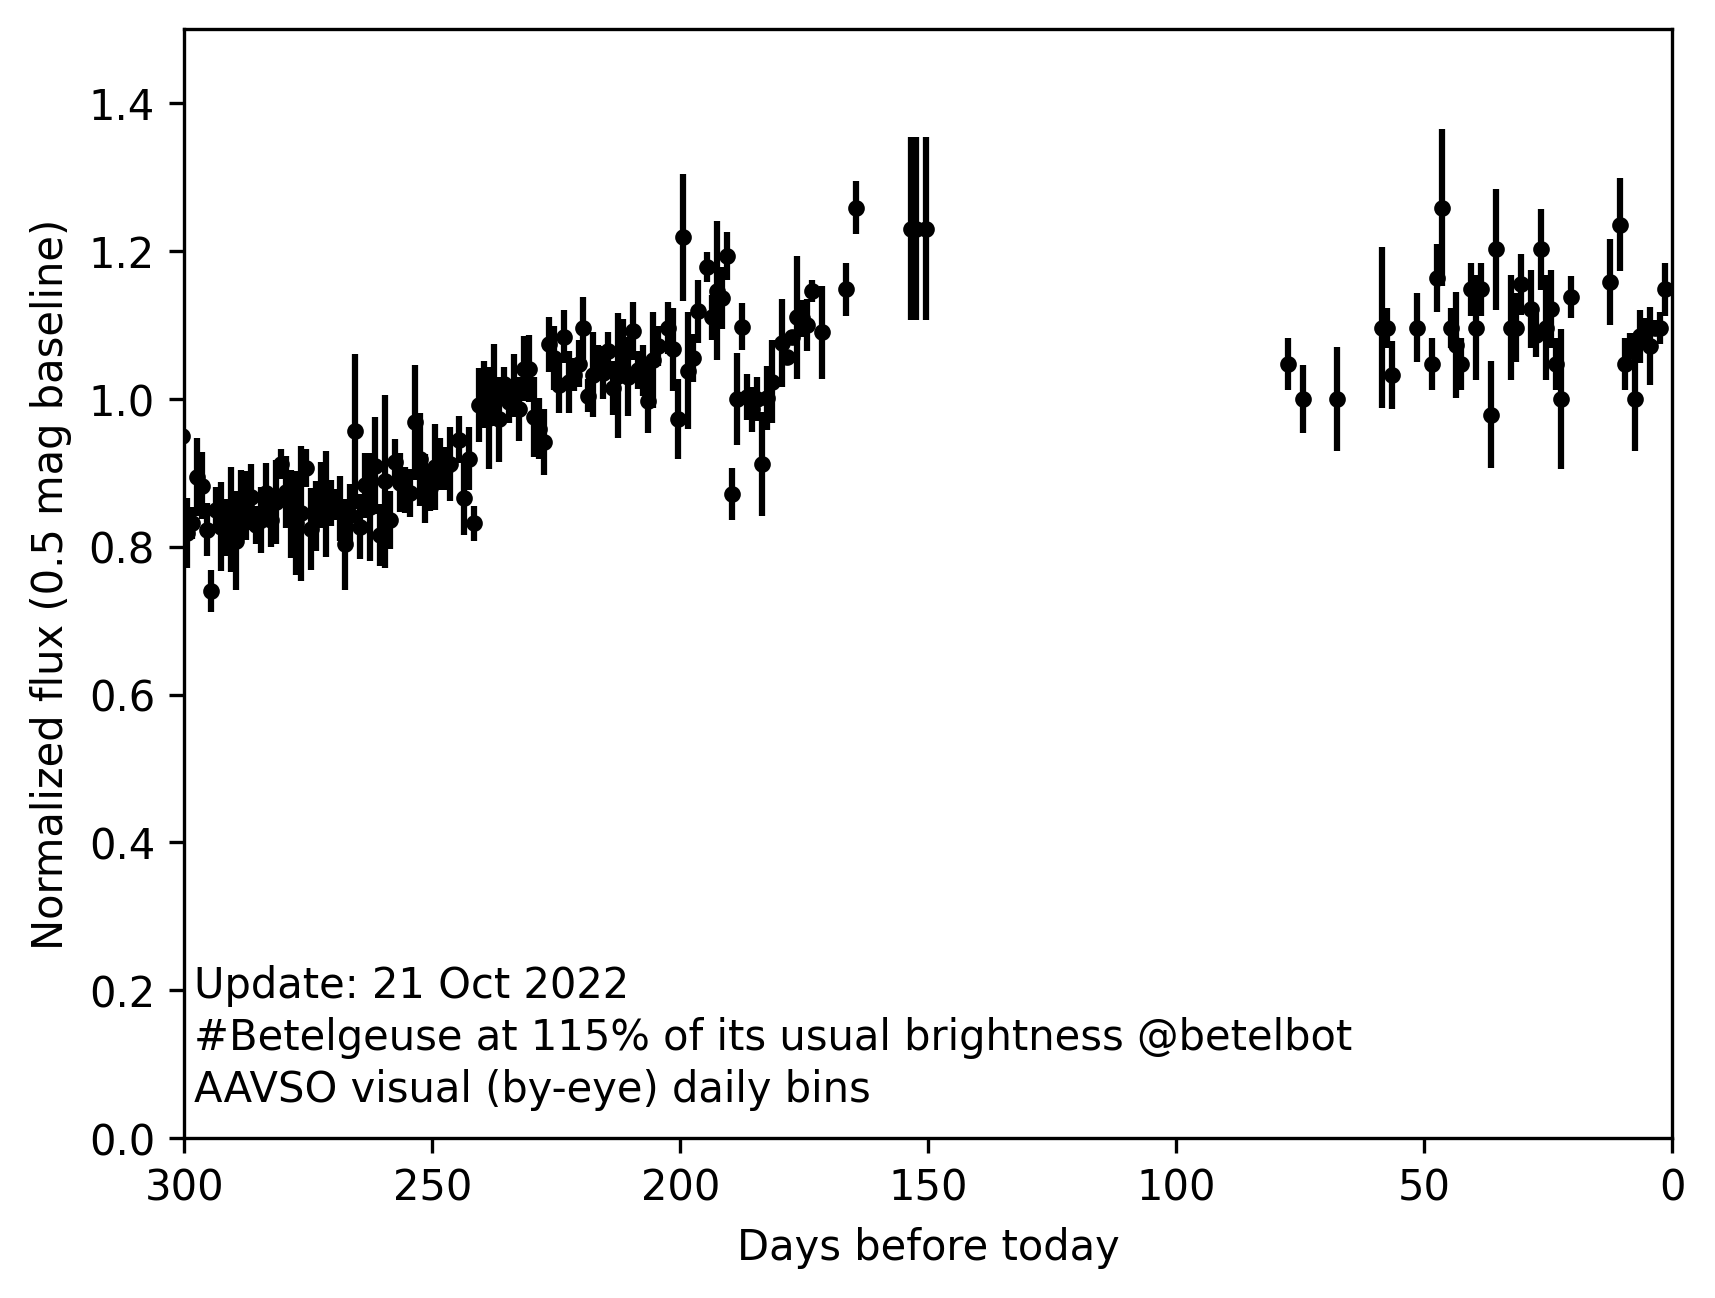 1.4
1.2
1.0
0.8
0.6
0.4
0.2
0.0
Normalized flux (0.5 mag baseline)
Update: 21 Oct 2022
#Betelgeuse at 115% of its usual brightness @betelbot
AAVSO visual (by-eye) daily bins
300 250 200 150 100 50 0
Days before today